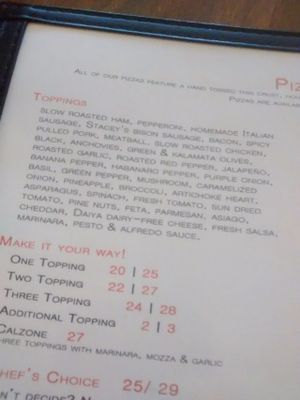 Piz
All of our pizzas feature a hand tossed thin crust, hom
Pizzas are availa
Toppings
slow roasted ham, pepperoni, homemade Italian
sausage, Stacey's bison sausage, bacon, spicy
pulled pork, meatball, slow roasted chicken,
black, anchovies, green & kalamata olives,
roasted garlic, roasted red pepper, jalapeño,
banana pepper, habanaro pepper, purple onion,
basil, green pepper, mushroom, caramelized
onion, pineapple, broccoli, artichoke heart,
asparagus, spinach, fresh tomato, sun dried
tomato, pine nuts, feta, parmesan, asiago,
cheddar, Daiya dairy-free cheese, fresh salsa,
marinara, pesto & alfredo sauce.
Make it your way!
One Topping 20 | 25
Two Topping 22 | 27
Three Topping 24 | 28
Additional Topping 2 | 3
Calzone 27
hree toppings with marinara, mozza & garlic
hef's Choice 25/ 29
n't decide?